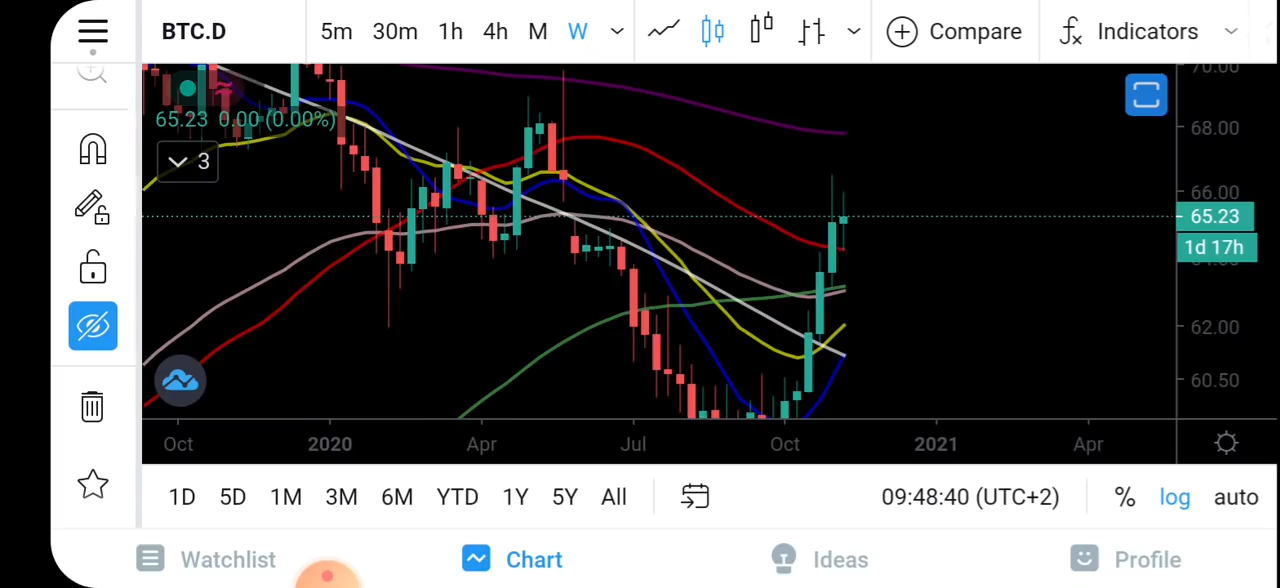 BTC.D 5m 30m 1h 4h M W Compare Indicators
70.00
65.23 0.00 (0.00%)
68.00
3
66.00
65.23
1d 17h
62.00
60.50
Oct 2020 Apr Jul Oct 2021 Apr
1D 5D 1M 3M 6M YTD 1Y 5Y All 09:48:40 (UTC+2) % log auto
Watchlist Chart Ideas Profile